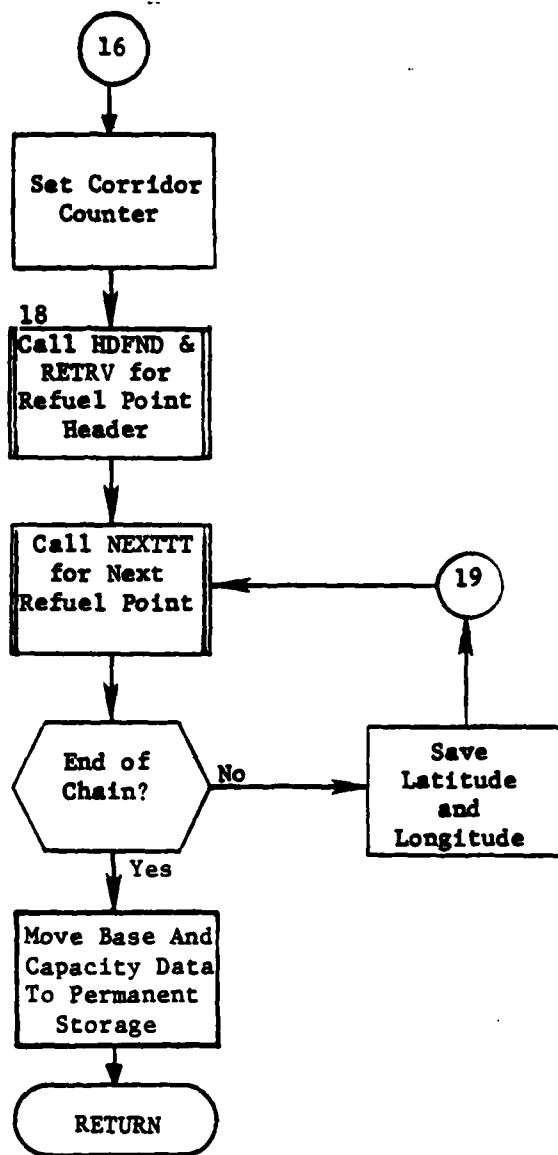 16
Set Corridor
Counter
18
Call HDFND &
RETRV for
Refuel Point
Header
Call NEXTTT
for Next
Refuel Point
19
End of
Chain?
No
Save
Latitude
and
Longitude
Yes
Move Base And
Capacity Data
To Permanent
Storage
RETURN